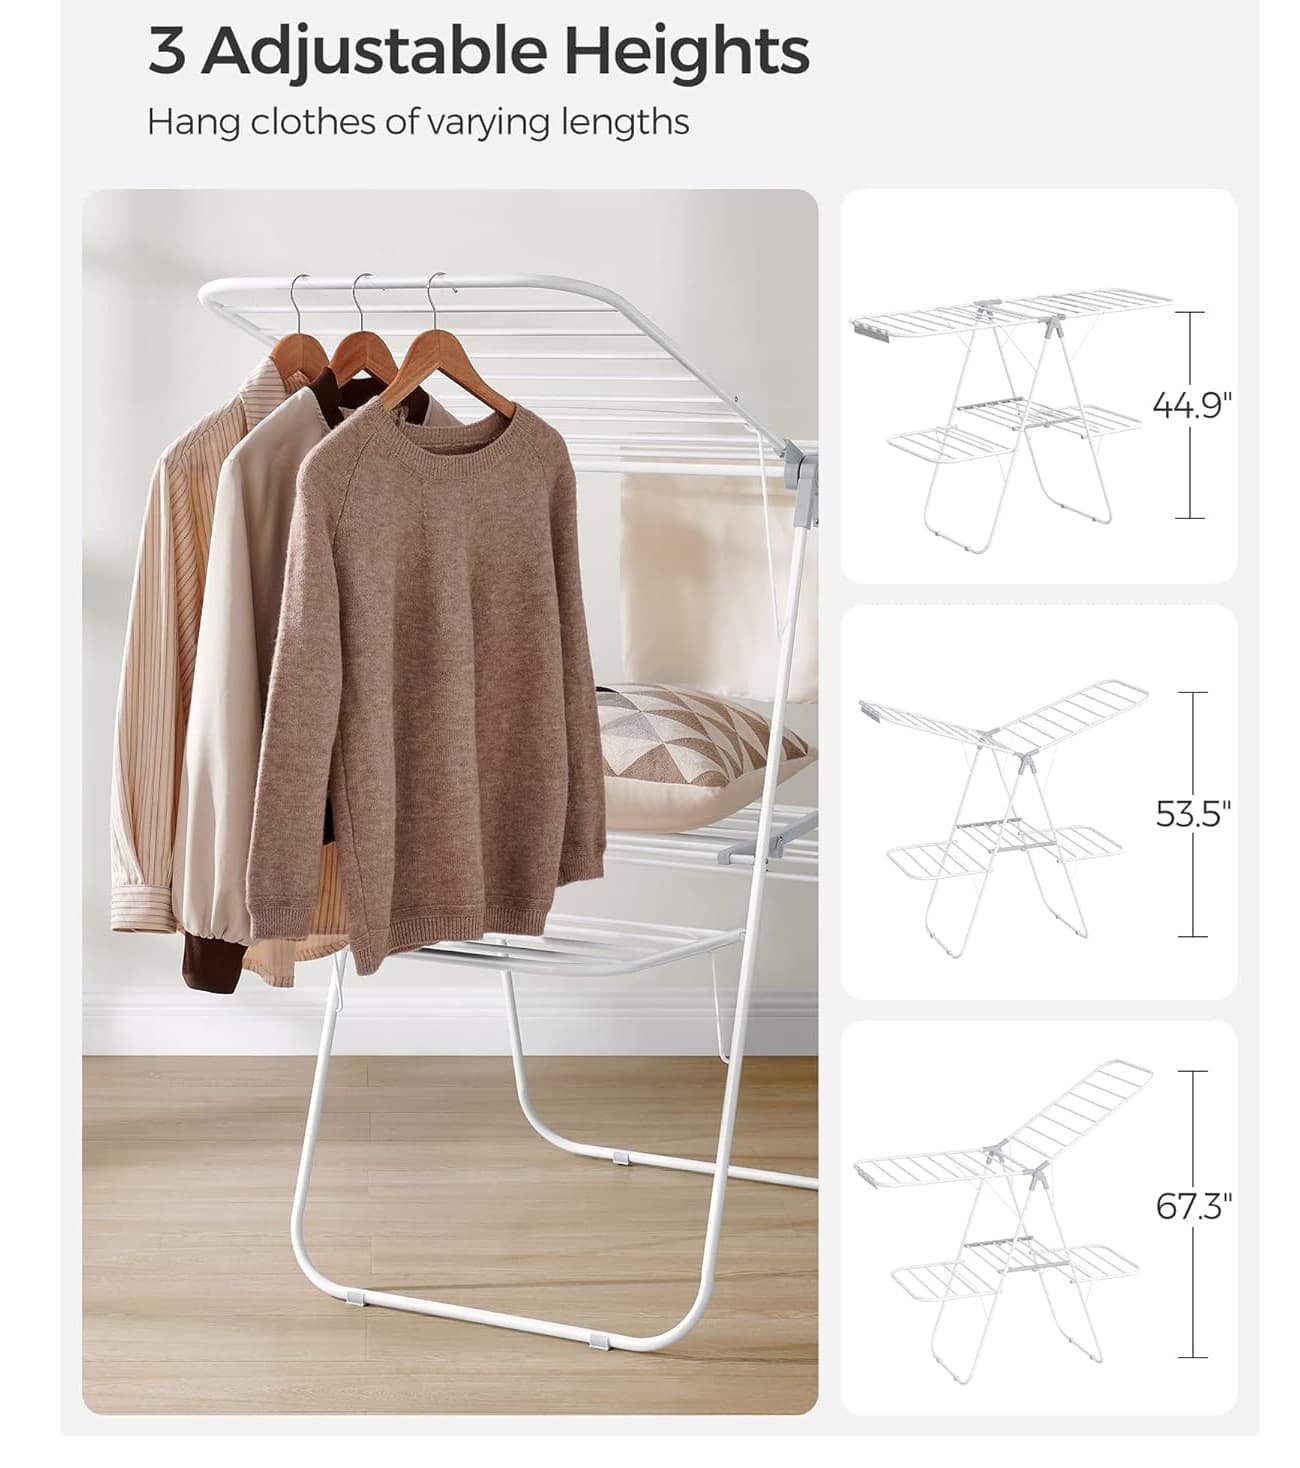 3 Adjustable Heights
Hang clothes of varying lengths
44.9"
53.5"
67.3"